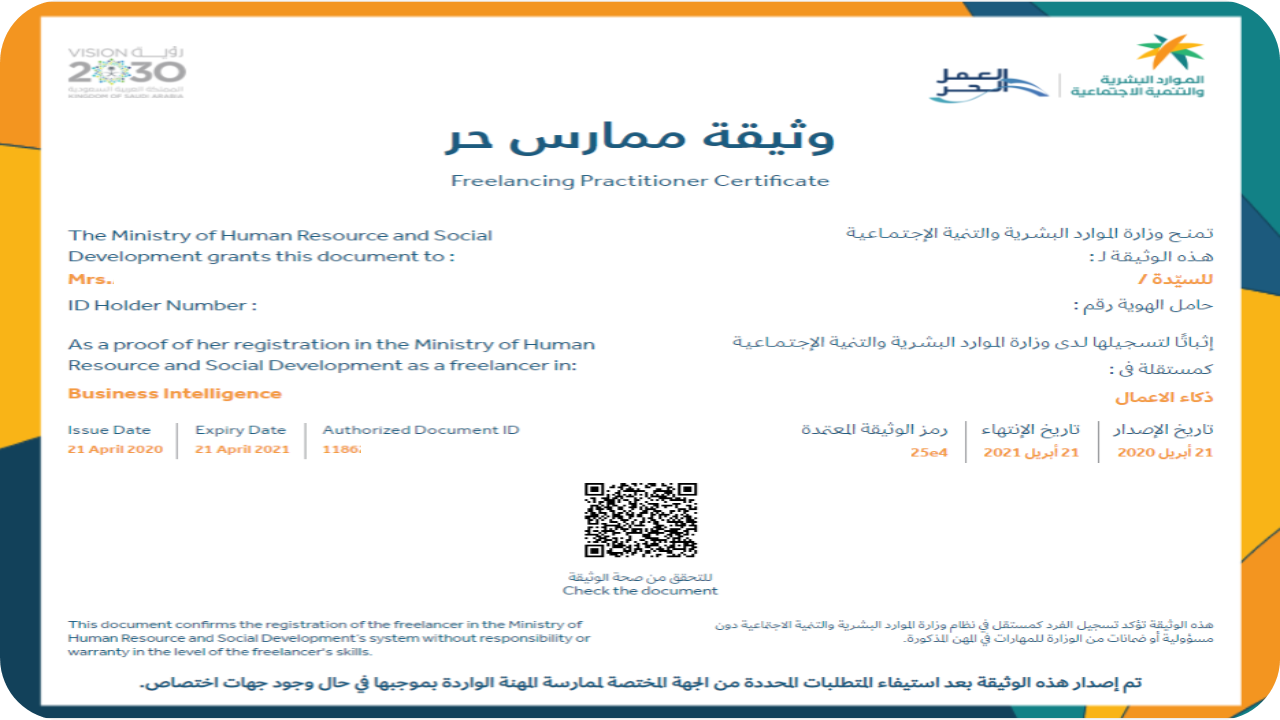 VISION رؤيــة
2030
المملكة العربية السعودية
KINGDOM OF SAUDI ARABIA
العمل الحر
الموارد البشرية
والتنمية الاجتماعية
وثيقة ممارس حر
Freelancing Practitioner Certificate
The Ministry of Human Resource and Social
Development grants this document to :
Mrs.
ID Holder Number :
As a proof of her registration in the Ministry of Human
Resource and Social Development as a freelancer in:
Business Intelligence
Issue Date
21 April 2020
Expiry Date
21 April 2021
Authorized Document ID
1186
تمنح وزارة الموارد البشرية والتنمية الإجتماعية
هذه الوثيقة لـ :
للسيّدة /
حامل الهوية رقم :
إثباتًا لتسجيلها لدى وزارة الموارد البشرية والتنمية الإجتماعية
كمستقلة في :
ذكاء الاعمال
تاريخ الإصدار
21 أبريل 2020
تاريخ الإنتهاء
21 أبريل 2021
رمز الوثيقة المعتمدة
25e4
للتحقق من صحة الوثيقة
Check the document
This document confirms the registration of the freelancer in the Ministry of
Human Resource and Social Development's system without responsibility or
warranty in the level of the freelancer's skills.
هذه الوثيقة تؤكد تسجيل الفرد كمستقل في نظام وزارة الموارد البشرية والتنمية الاجتماعية دون
مسؤولية أو ضمانات من الوزارة للمهارات في المهن المذكورة.
تم إصدار هذه الوثيقة بعد استيفاء المتطلبات المحددة من الجهة المختصة لممارسة المهنة الواردة بموجبها في حال وجود جهات اختصاص.